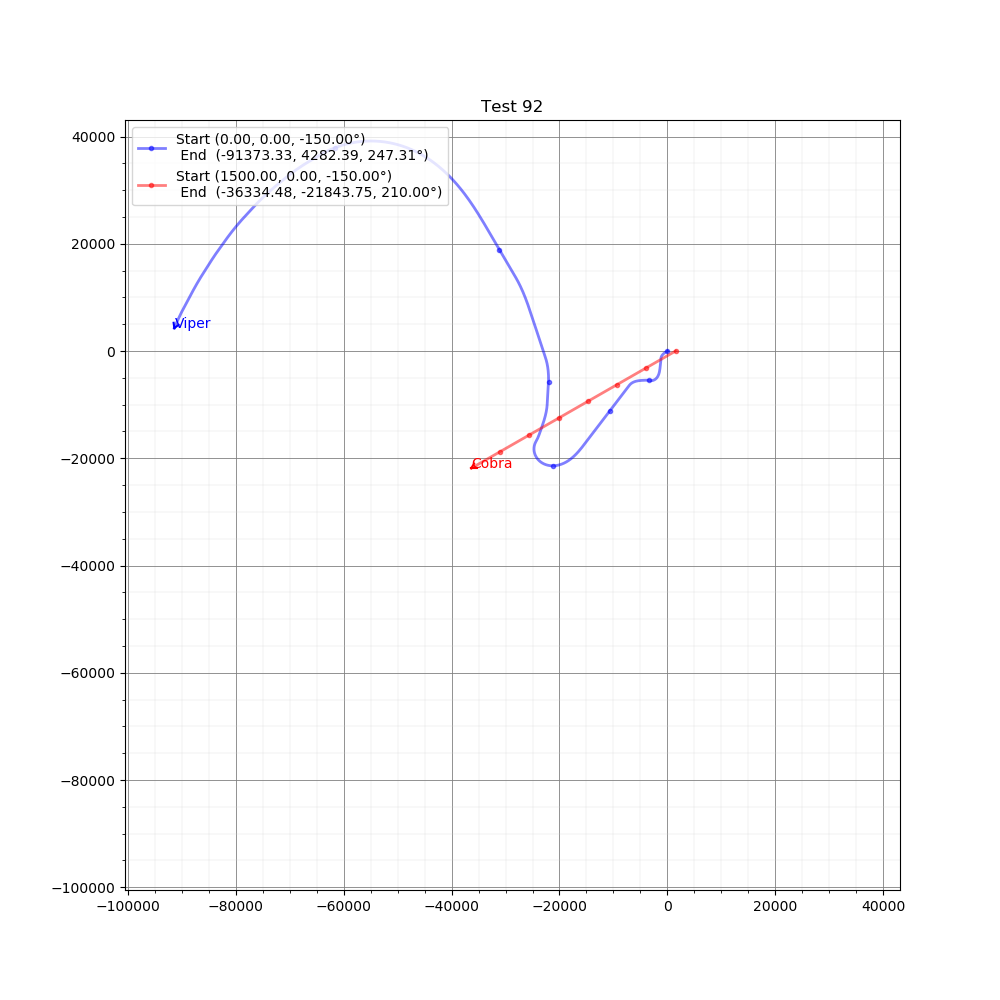 Test 92
Start (0.00, 0.00, -150.00°)
End (-91373.33, 4282.39, 247.31°)
Start (1500.00, 0.00, -150.00°)
End (-36334.48, -21843.75, 210.00°)
40000
20000
Viper
0
−20000
Cobra
−40000
−60000
−80000
−100000
−100000 −80000 −60000 −40000 −20000 0 20000 40000